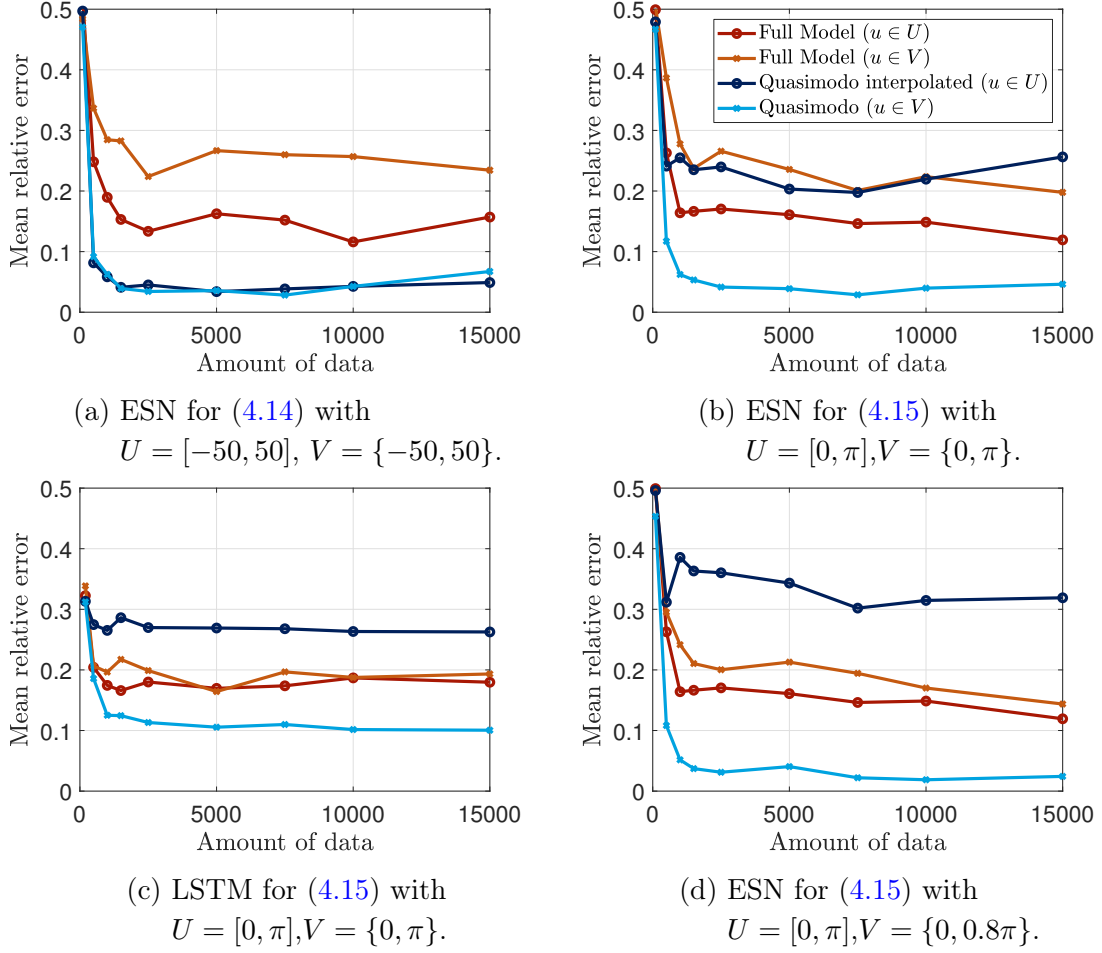 0.5
0.4
0.3
0.2
0.1
0
0 5000 10000 15000
Mean relative error
Amount of data
(a) ESN for (4.14) with
U = [−50, 50], V = {−50, 50}.
0.5
0.4
0.3
0.2
0.1
0
0 5000 10000 15000
Mean relative error
Amount of data
Full Model (u ∈ U)
Full Model (u ∈ V)
Quasimodo interpolated (u ∈ U)
Quasimodo (u ∈ V)
(b) ESN for (4.15) with
U = [0, π],V = {0, π}.
0.5
0.4
0.3
0.2
0.1
0
0 5000 10000 15000
Mean relative error
Amount of data
(c) LSTM for (4.15) with
U = [0, π],V = {0, π}.
0.5
0.4
0.3
0.2
0.1
0
0 5000 10000 15000
Mean relative error
Amount of data
(d) ESN for (4.15) with
U = [0, π],V = {0, 0.8π}.